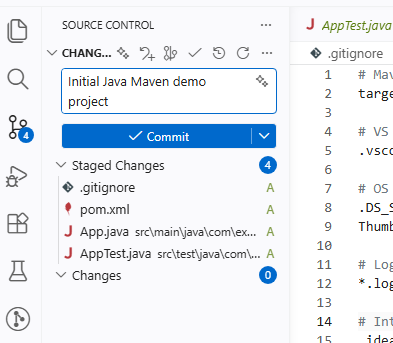 SOURCE CONTROL
CHANG...
Initial Java Maven demo
project
Commit
4
Staged Changes 4
.gitignore A
pom.xml A
J App.java src\main\java\com\ex... A
J AppTest.java src\test\java\com\... A
Changes 0
J AppTest.java
.gitignore
1 # Mav
2 targe
3
4 # VS
5 .vsco
6
7 # OS
8 .DS_S
9 Thumb
10
11 # Log
12 *.log
13
14 # Int
15 .idea